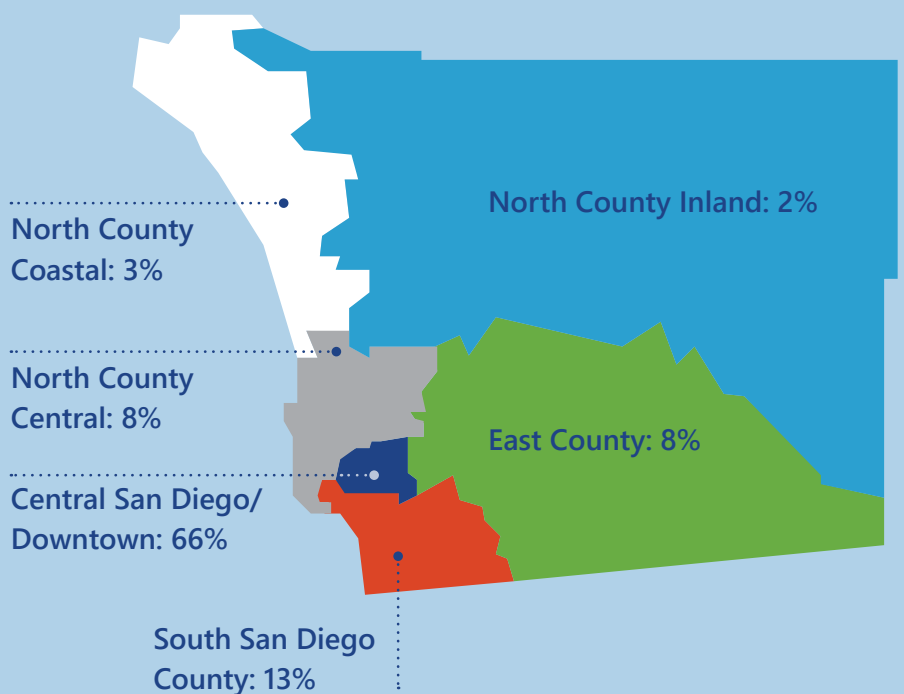 North County Inland: 2%
North County
Coastal: 3%
North County
Central: 8%
East County: 8%
Central San Diego/
Downtown: 66%
South San Diego
County: 13%